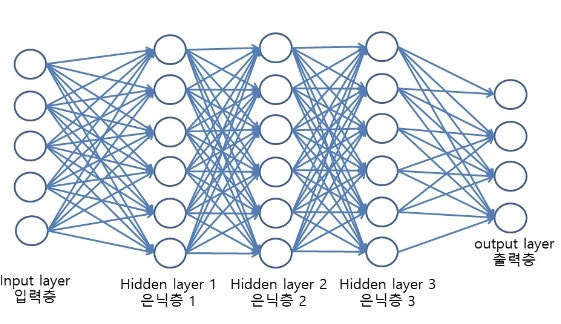 output layer
출력층
Input layer
입력층
Hidden layer 1
은닉층 1
Hidden layer 2
은닉층 2
Hidden layer 3
은닉층 3